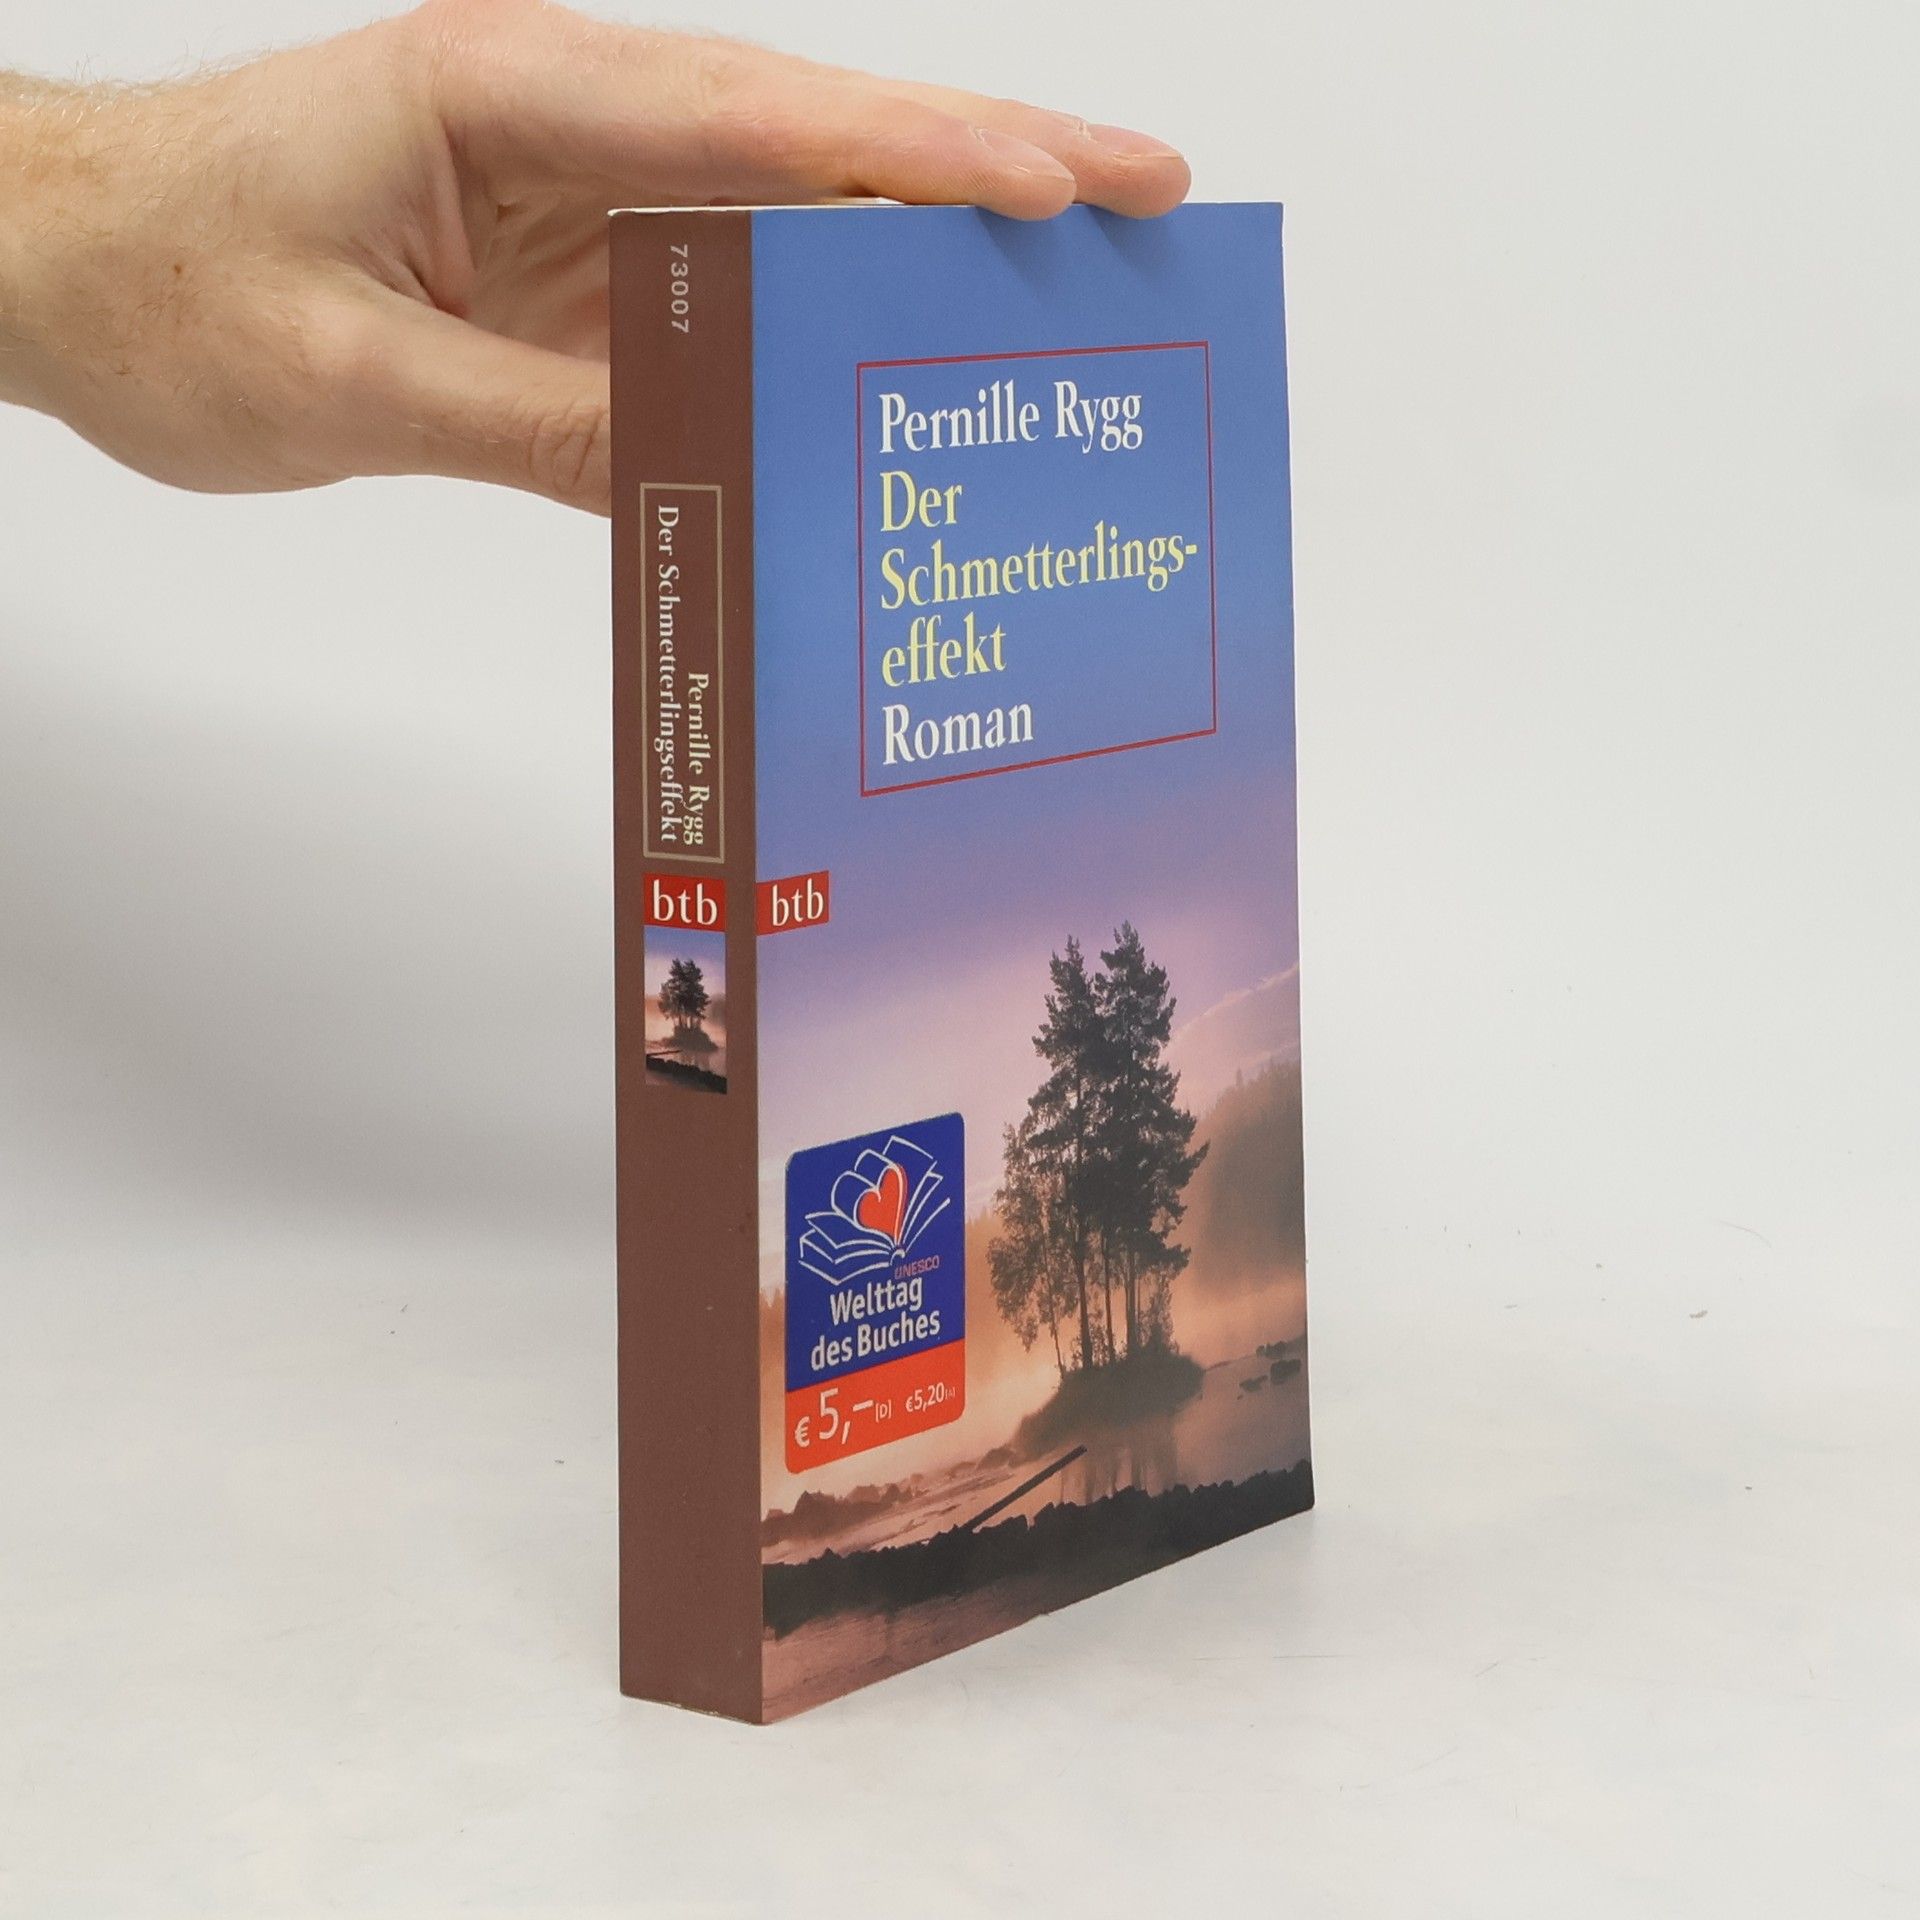 73007
Pernille Rygg
Der Schmetterlingseffekt
btb
Pernille Rygg
Der
Schmetterlings-
effekt
Roman
btb
UNESCO
Welttag
des Buches
€ 5,– [D] €5,20 [A]